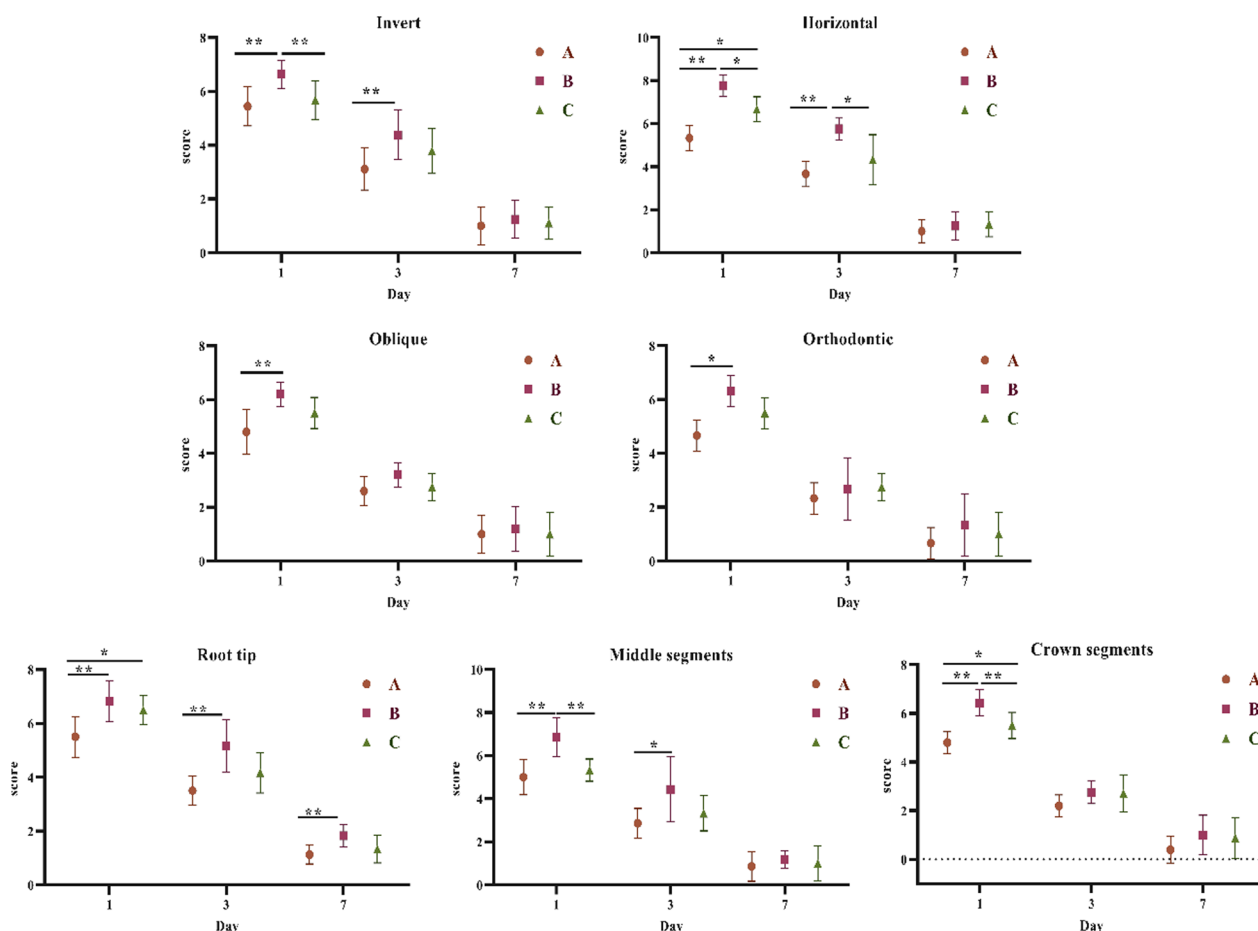 Invert
8
6
4
2
0
score
** **
**
A
B
C
1 3 7
Day
Horizontal
10
8
6
4
2
0
score
*
** *
** *
A
B
C
1 3 7
Day
Oblique
8
6
4
2
0
score
**
A
B
C
1 3 7
Day
Orthodontic
8
6
4
2
0
score
*
A
B
C
1 3 7
Day
Root tip
8
6
4
2
0
score
*
**
**
**
A
B
C
1 3 7
Day
Middle segments
10
8
6
4
2
0
score
** **
*
A
B
C
1 3 7
Day
Crown segments
8
6
4
2
0
score
*
** **
A
B
C
1 3 7
Day